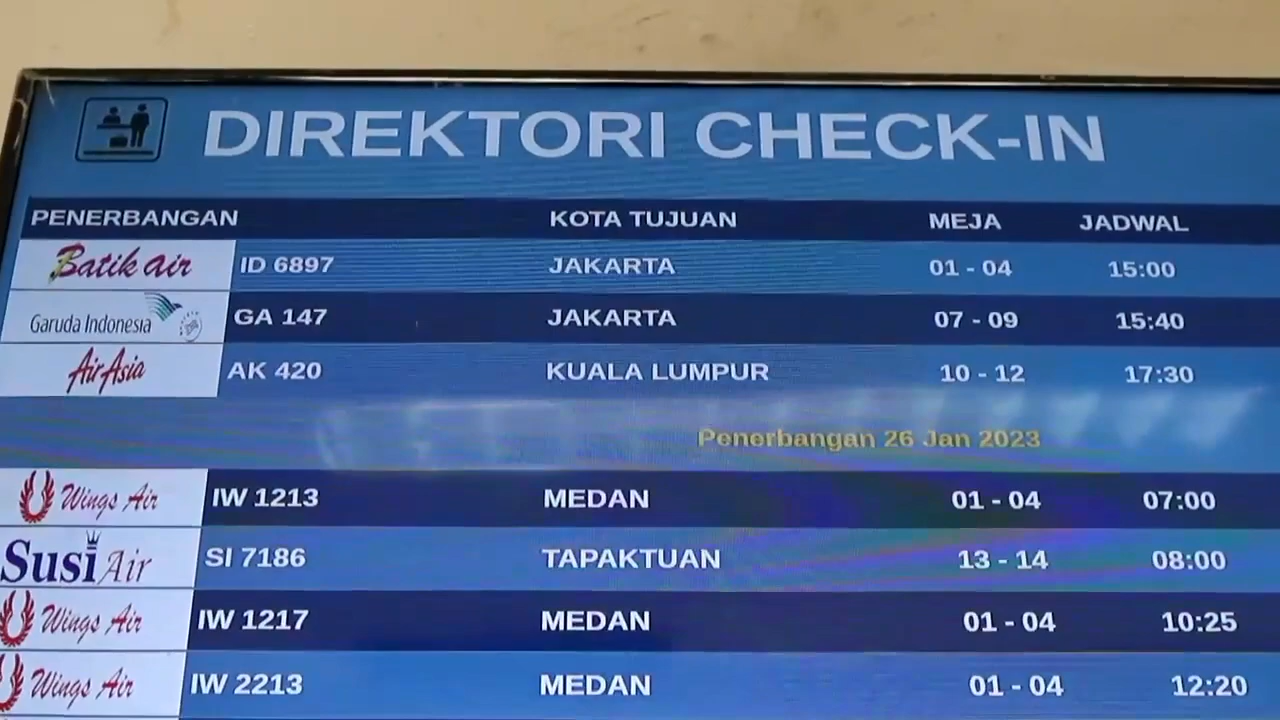 DIREKTORI CHECK-IN
PENERBANGAN KOTA TUJUAN MEJA JADWAL
Batik air ID 6897 JAKARTA 01 - 04 15:00
Garuda Indonesia GA 147 JAKARTA 07 - 09 15:40
AirAsia AK 420 KUALA LUMPUR 10 - 12 17:30
Penerbangan 26 Jan 2023
Wings Air IW 1213 MEDAN 01 - 04 07:00
Susi Air SI 7186 TAPAKTUAN 13 - 14 08:00
Wings Air IW 1217 MEDAN 01 - 04 10:25
Wings Air IW 2213 MEDAN 01 - 04 12:20